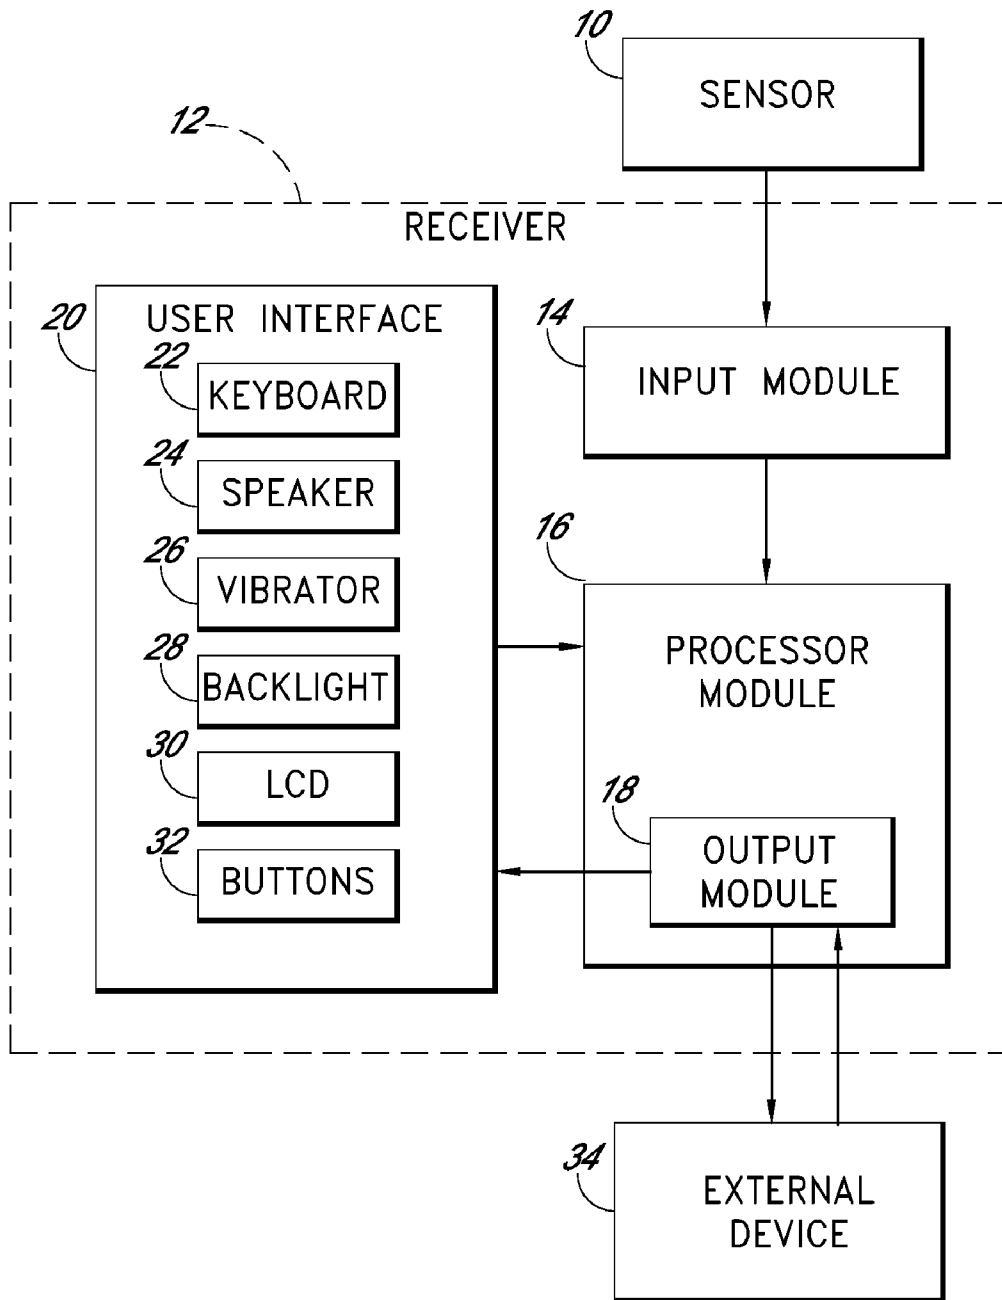 10
SENSOR
12
RECEIVER
20
USER INTERFACE
22
KEYBOARD
24
SPEAKER
26
VIBRATOR
28
BACKLIGHT
30
LCD
32
BUTTONS
14
INPUT MODULE
16
PROCESSOR
MODULE
18
OUTPUT
MODULE
34
EXTERNAL
DEVICE